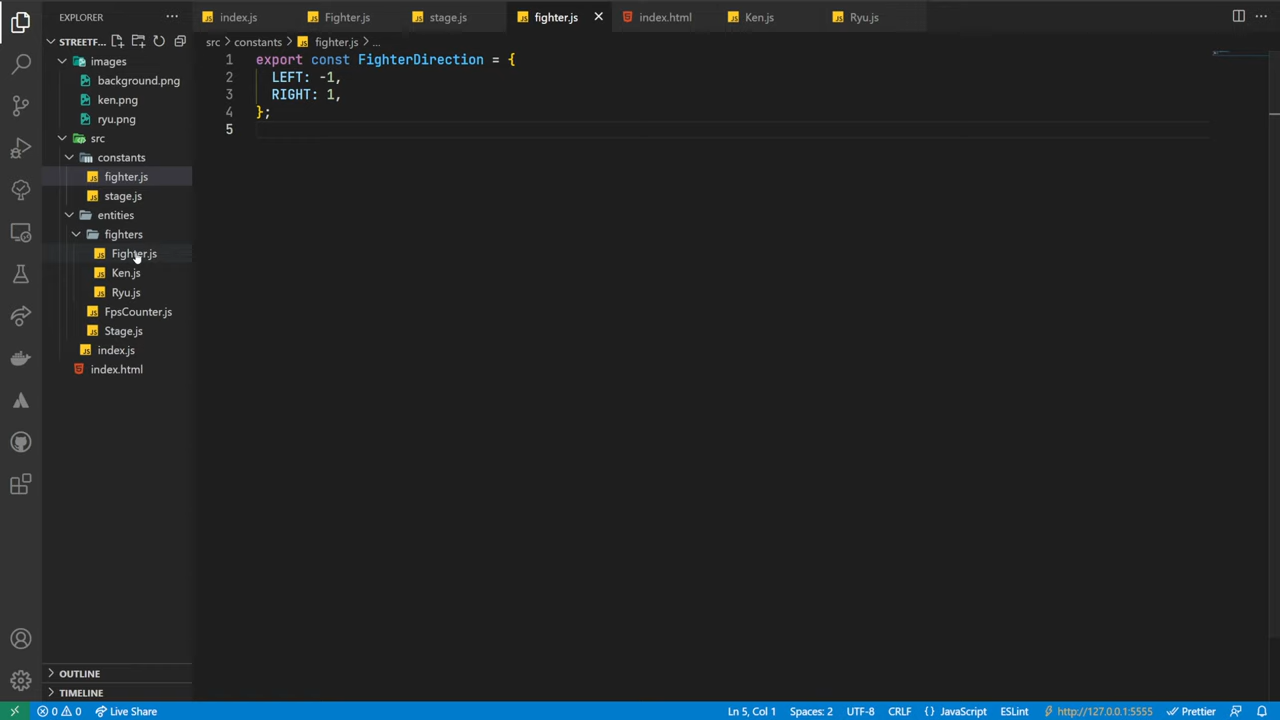 EXPLORER
index.js
Fighter.js
stage.js
fighter.js
index.html
Ken.js
Ryu.js
STREETF...
src > constants > fighter.js > ...
images
background.png
ken.png
ryu.png
src
constants
fighter.js
stage.js
entities
fighters
Fighter.js
Ken.js
Ryu.js
FpsCounter.js
Stage.js
index.js
index.html
OUTLINE
TIMELINE
1 export const FighterDirection = {
2 LEFT: -1,
3 RIGHT: 1,
4 };
5
0 0 Live Share Ln 5, Col 1 Spaces: 2 UTF-8 CRLF {} JavaScript ESLint http://127.0.0.1:5555 Prettier